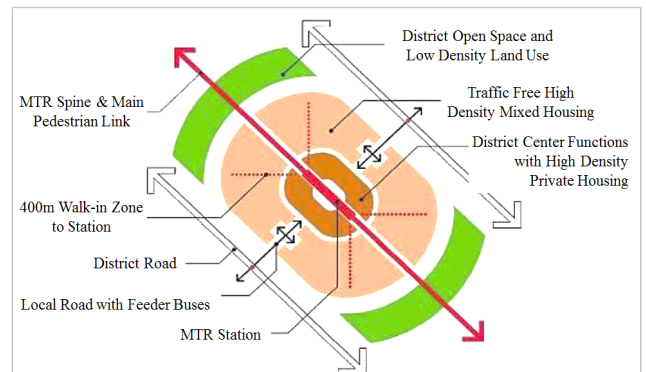 District Open Space and
Low Density Land Use
MTR Spine & Main
Pedestrian Link
Traffic Free High
Density Mixed Housing
District Center Functions
with High Density
Private Housing
400m Walk-in Zone
to Station
District Road
Local Road with Feeder Buses
MTR Station